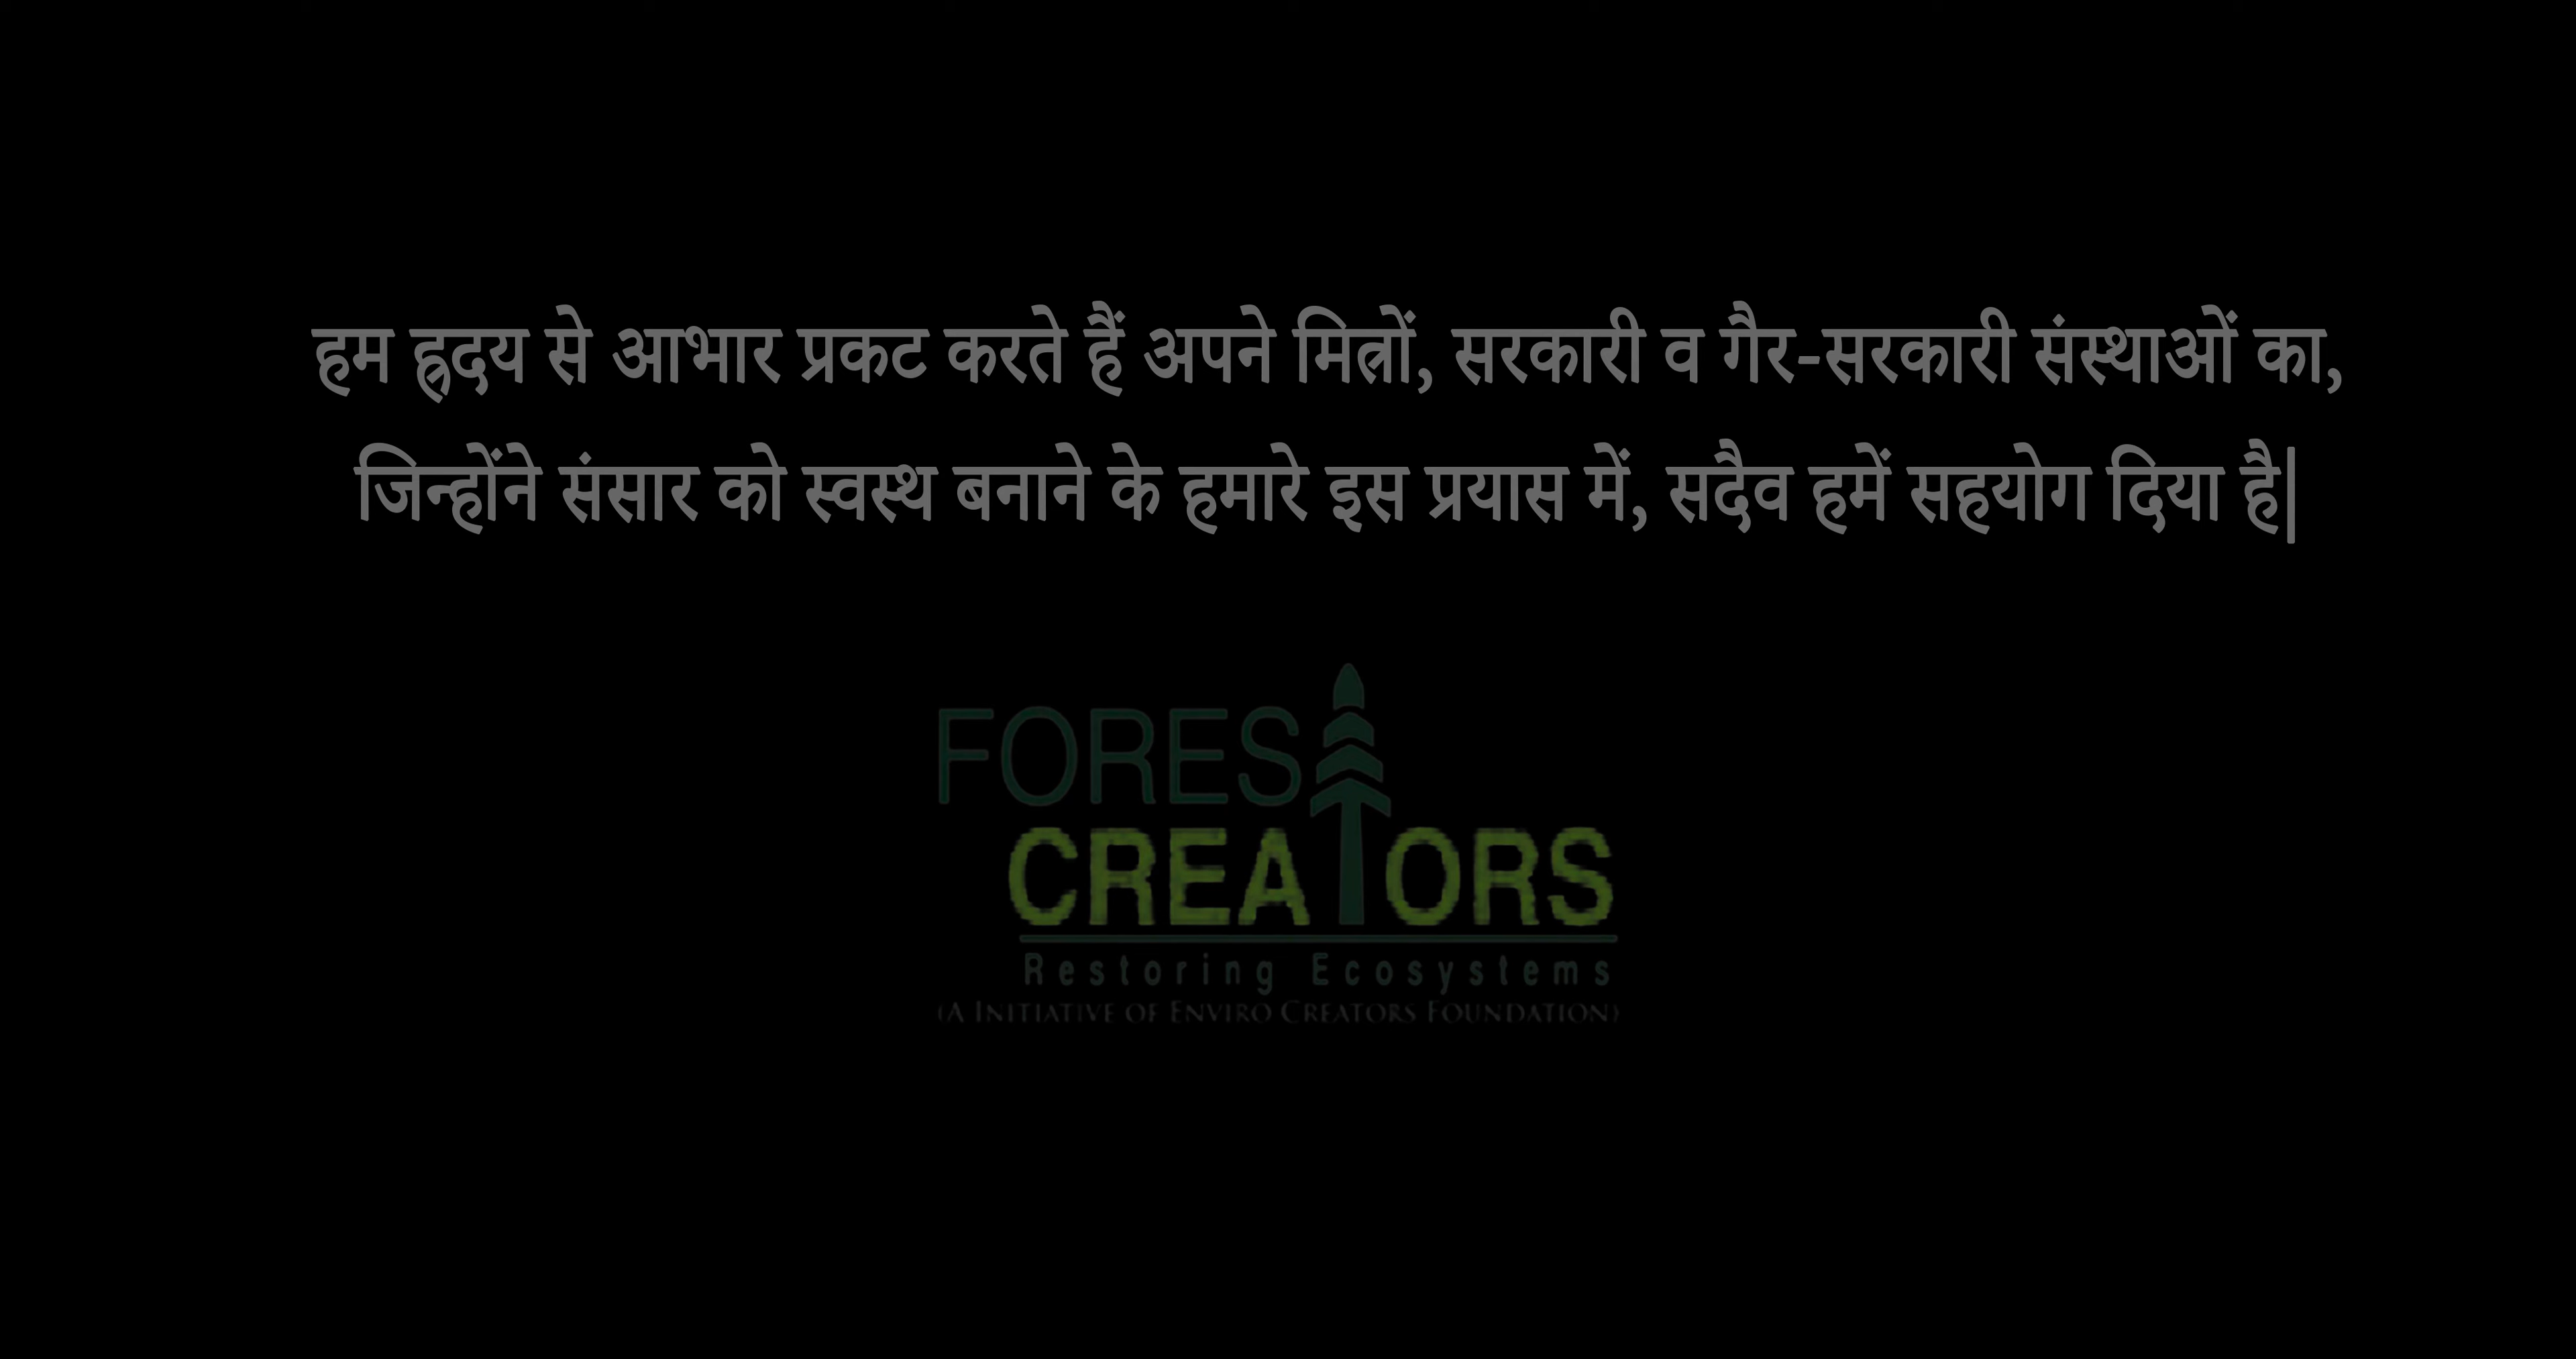 हम ह्रदय से आभार प्रकट करते हैं अपने मित्रों, सरकारी व गैर-सरकारी संस्थाओं का,
जिन्होंने संसार को स्वस्थ बनाने के हमारे इस प्रयास में, सदैव हमें सहयोग दिया है|
FOREST
CREATORS
Restoring Ecosystems
(A INITIATIVE OF ENVIRO CREATORS FOUNDATION)